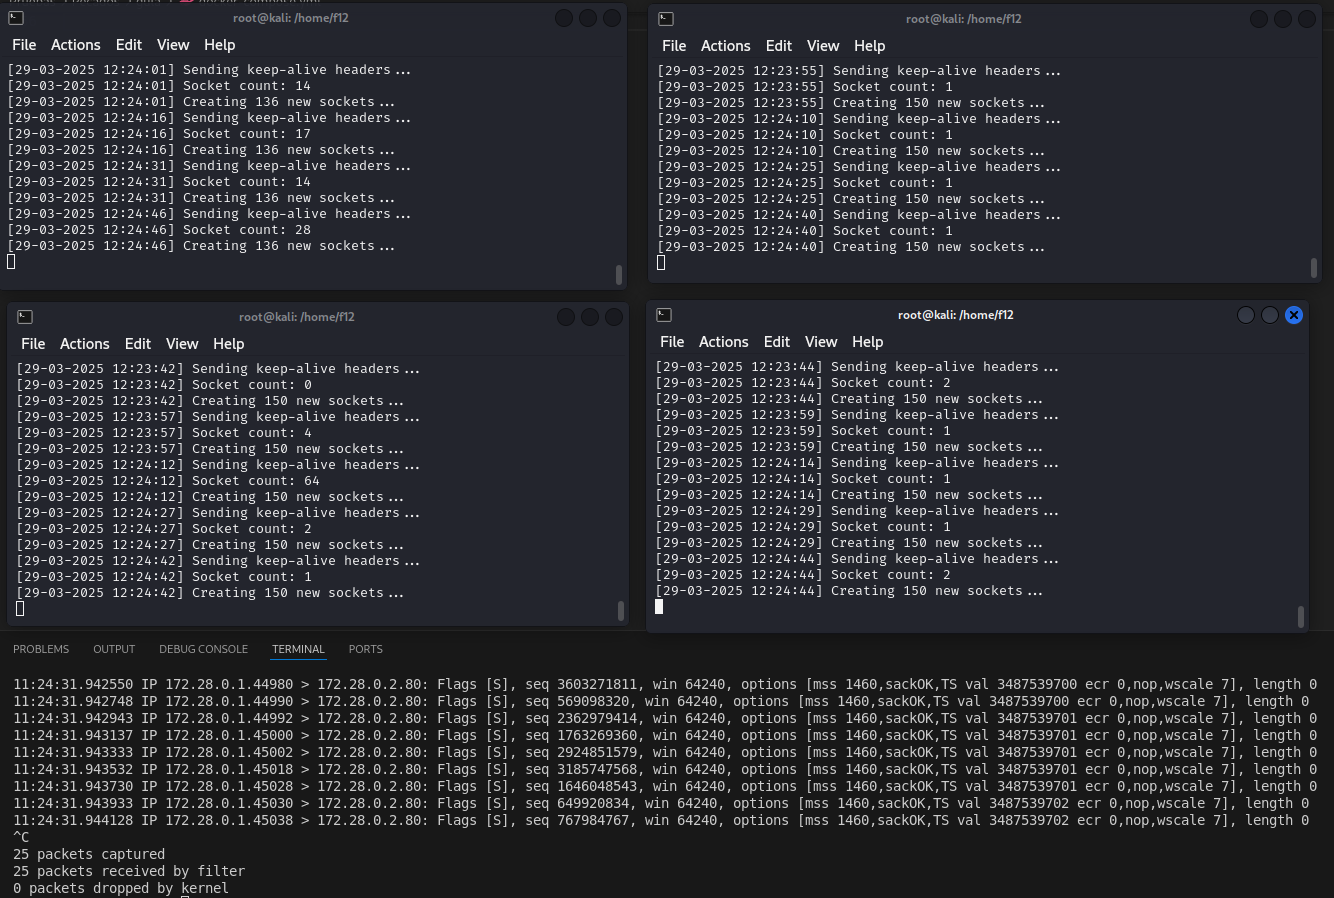 root@kali: /home/f12
File Actions Edit View Help
[29-03-2025 12:24:01] Sending keep-alive headers...
[29-03-2025 12:24:01] Socket count: 14
[29-03-2025 12:24:01] Creating 136 new sockets...
[29-03-2025 12:24:16] Sending keep-alive headers...
[29-03-2025 12:24:16] Socket count: 17
[29-03-2025 12:24:16] Creating 136 new sockets...
[29-03-2025 12:24:31] Sending keep-alive headers...
[29-03-2025 12:24:31] Socket count: 14
[29-03-2025 12:24:31] Creating 136 new sockets...
[29-03-2025 12:24:46] Sending keep-alive headers...
[29-03-2025 12:24:46] Socket count: 28
[29-03-2025 12:24:46] Creating 136 new sockets...
root@kali: /home/f12
File Actions Edit View Help
[29-03-2025 12:23:55] Sending keep-alive headers...
[29-03-2025 12:23:55] Socket count: 1
[29-03-2025 12:23:55] Creating 150 new sockets...
[29-03-2025 12:24:10] Sending keep-alive headers...
[29-03-2025 12:24:10] Socket count: 1
[29-03-2025 12:24:10] Creating 150 new sockets...
[29-03-2025 12:24:25] Sending keep-alive headers...
[29-03-2025 12:24:25] Socket count: 1
[29-03-2025 12:24:25] Creating 150 new sockets...
[29-03-2025 12:24:40] Sending keep-alive headers...
[29-03-2025 12:24:40] Socket count: 1
[29-03-2025 12:24:40] Creating 150 new sockets...
root@kali: /home/f12
File Actions Edit View Help
[29-03-2025 12:23:42] Sending keep-alive headers...
[29-03-2025 12:23:42] Socket count: 0
[29-03-2025 12:23:42] Creating 150 new sockets...
[29-03-2025 12:23:57] Sending keep-alive headers...
[29-03-2025 12:23:57] Socket count: 4
[29-03-2025 12:23:57] Creating 150 new sockets...
[29-03-2025 12:24:12] Sending keep-alive headers...
[29-03-2025 12:24:12] Socket count: 64
[29-03-2025 12:24:12] Creating 150 new sockets...
[29-03-2025 12:24:27] Sending keep-alive headers...
[29-03-2025 12:24:27] Socket count: 2
[29-03-2025 12:24:27] Creating 150 new sockets...
[29-03-2025 12:24:42] Sending keep-alive headers...
[29-03-2025 12:24:42] Socket count: 1
[29-03-2025 12:24:42] Creating 150 new sockets...
root@kali: /home/f12
File Actions Edit View Help
[29-03-2025 12:23:44] Sending keep-alive headers...
[29-03-2025 12:23:44] Socket count: 2
[29-03-2025 12:23:44] Creating 150 new sockets...
[29-03-2025 12:23:59] Sending keep-alive headers...
[29-03-2025 12:23:59] Socket count: 1
[29-03-2025 12:23:59] Creating 150 new sockets...
[29-03-2025 12:24:14] Sending keep-alive headers...
[29-03-2025 12:24:14] Socket count: 1
[29-03-2025 12:24:14] Creating 150 new sockets...
[29-03-2025 12:24:29] Sending keep-alive headers...
[29-03-2025 12:24:29] Socket count: 1
[29-03-2025 12:24:29] Creating 150 new sockets...
[29-03-2025 12:24:44] Sending keep-alive headers...
[29-03-2025 12:24:44] Socket count: 2
[29-03-2025 12:24:44] Creating 150 new sockets...
PROBLEMS OUTPUT DEBUG CONSOLE TERMINAL PORTS
11:24:31.942550 IP 172.28.0.1.44980 > 172.28.0.2.80: Flags [S], seq 3603271811, win 64240, options [mss 1460,sackOK,TS val 3487539700 ecr 0,nop,wscale 7], length 0
11:24:31.942748 IP 172.28.0.1.44990 > 172.28.0.2.80: Flags [S], seq 569098320, win 64240, options [mss 1460,sackOK,TS val 3487539700 ecr 0,nop,wscale 7], length 0
11:24:31.942943 IP 172.28.0.1.44992 > 172.28.0.2.80: Flags [S], seq 2362979414, win 64240, options [mss 1460,sackOK,TS val 3487539701 ecr 0,nop,wscale 7], length 0
11:24:31.943137 IP 172.28.0.1.45000 > 172.28.0.2.80: Flags [S], seq 1763269360, win 64240, options [mss 1460,sackOK,TS val 3487539701 ecr 0,nop,wscale 7], length 0
11:24:31.943333 IP 172.28.0.1.45002 > 172.28.0.2.80: Flags [S], seq 2924851579, win 64240, options [mss 1460,sackOK,TS val 3487539701 ecr 0,nop,wscale 7], length 0
11:24:31.943532 IP 172.28.0.1.45018 > 172.28.0.2.80: Flags [S], seq 3185747568, win 64240, options [mss 1460,sackOK,TS val 3487539701 ecr 0,nop,wscale 7], length 0
11:24:31.943730 IP 172.28.0.1.45028 > 172.28.0.2.80: Flags [S], seq 1646048543, win 64240, options [mss 1460,sackOK,TS val 3487539701 ecr 0,nop,wscale 7], length 0
11:24:31.943933 IP 172.28.0.1.45030 > 172.28.0.2.80: Flags [S], seq 649920834, win 64240, options [mss 1460,sackOK,TS val 3487539702 ecr 0,nop,wscale 7], length 0
11:24:31.944128 IP 172.28.0.1.45038 > 172.28.0.2.80: Flags [S], seq 767984767, win 64240, options [mss 1460,sackOK,TS val 3487539702 ecr 0,nop,wscale 7], length 0
^C
25 packets captured
25 packets received by filter
0 packets dropped by kernel